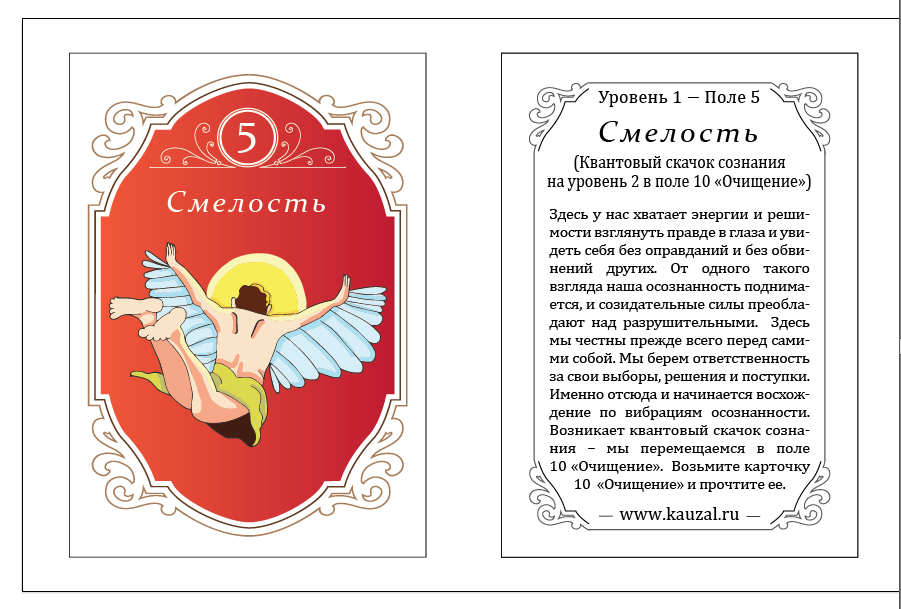 5
Смелость
Уровень 1 — Поле 5
Смелость
(Квантовый скачок сознания
на уровень 2 в поле 10 «Очищение»)
Здесь у нас хватает энергии и реши-
мости взглянуть правде в глаза и уви-
деть себя без оправданий и без обви-
нений других. От одного такого
взгляда наша осознанность поднима-
ется, и созидательные силы преобла-
дают над разрушительными. Здесь
мы честны прежде всего перед сами-
ми собой. Мы берем ответственность
за свои выборы, решения и поступки.
Именно отсюда и начинается восхож-
дение по вибрациям осознанности.
Возникает квантовый скачок созна-
ния – мы перемещаемся в поле
10 «Очищение». Возьмите карточку
10 «Очищение» и прочтите ее.
— www.kauzal.ru —